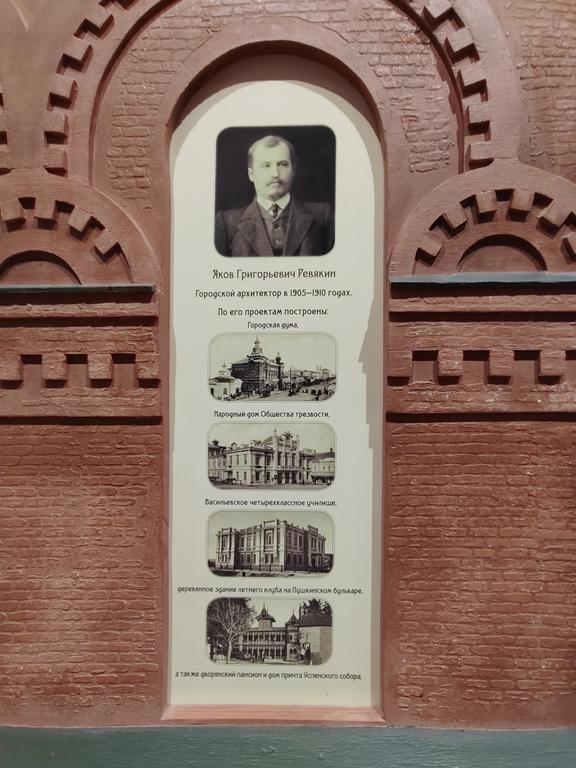 Яков Григорьевич Ревякин
Городской архитектор в 1905–1910 годах.
По его проектам построены:
Городская дума,
Народный дом Общества трезвости,
Васильевское четырехклассное училище,
деревянное здание летнего клуба на Пушкинском бульваре,
а также дворянский пансион и дом причта Успенского собора.